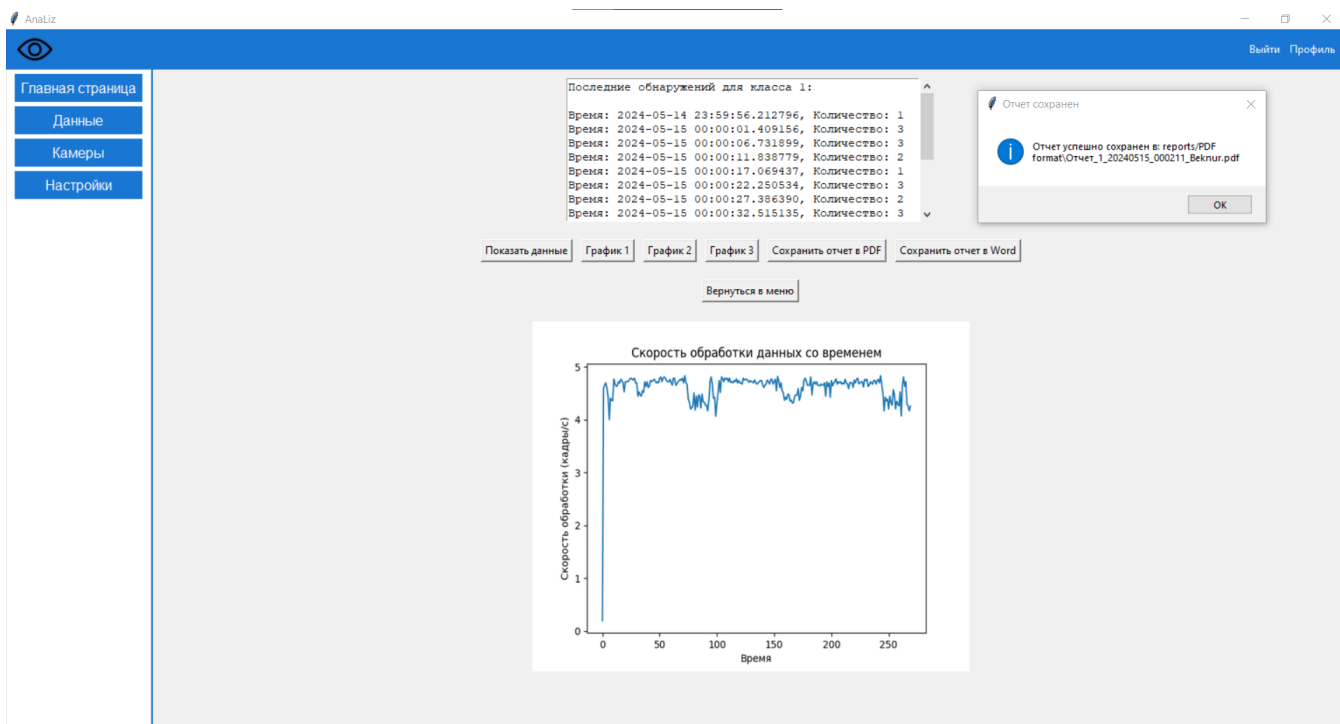 AnaLiz
Выйти Профиль
Главная страница
Данные
Камеры
Настройки
Последние обнаружений для класса 1:
Время: 2024-05-14 23:59:56.212796, Количество: 1
Время: 2024-05-15 00:00:01.409156, Количество: 3
Время: 2024-05-15 00:00:06.731899, Количество: 3
Время: 2024-05-15 00:00:11.838779, Количество: 2
Время: 2024-05-15 00:00:17.069437, Количество: 1
Время: 2024-05-15 00:00:22.250534, Количество: 3
Время: 2024-05-15 00:00:27.386390, Количество: 2
Время: 2024-05-15 00:00:32.515135, Количество: 3
Отчет сохранен
Отчет успешно сохранен в: reports/PDF
format\Отчет_1_20240515_000211_Beknur.pdf
OK
Показать данные График 1 График 2 График 3 Сохранить отчет в PDF Сохранить отчет в Word
Вернуться в меню
Скорость обработки данных со временем
Скорость обработки (кадры/с)
5
4
3
2
1
0
0 50 100 150 200 250
Время